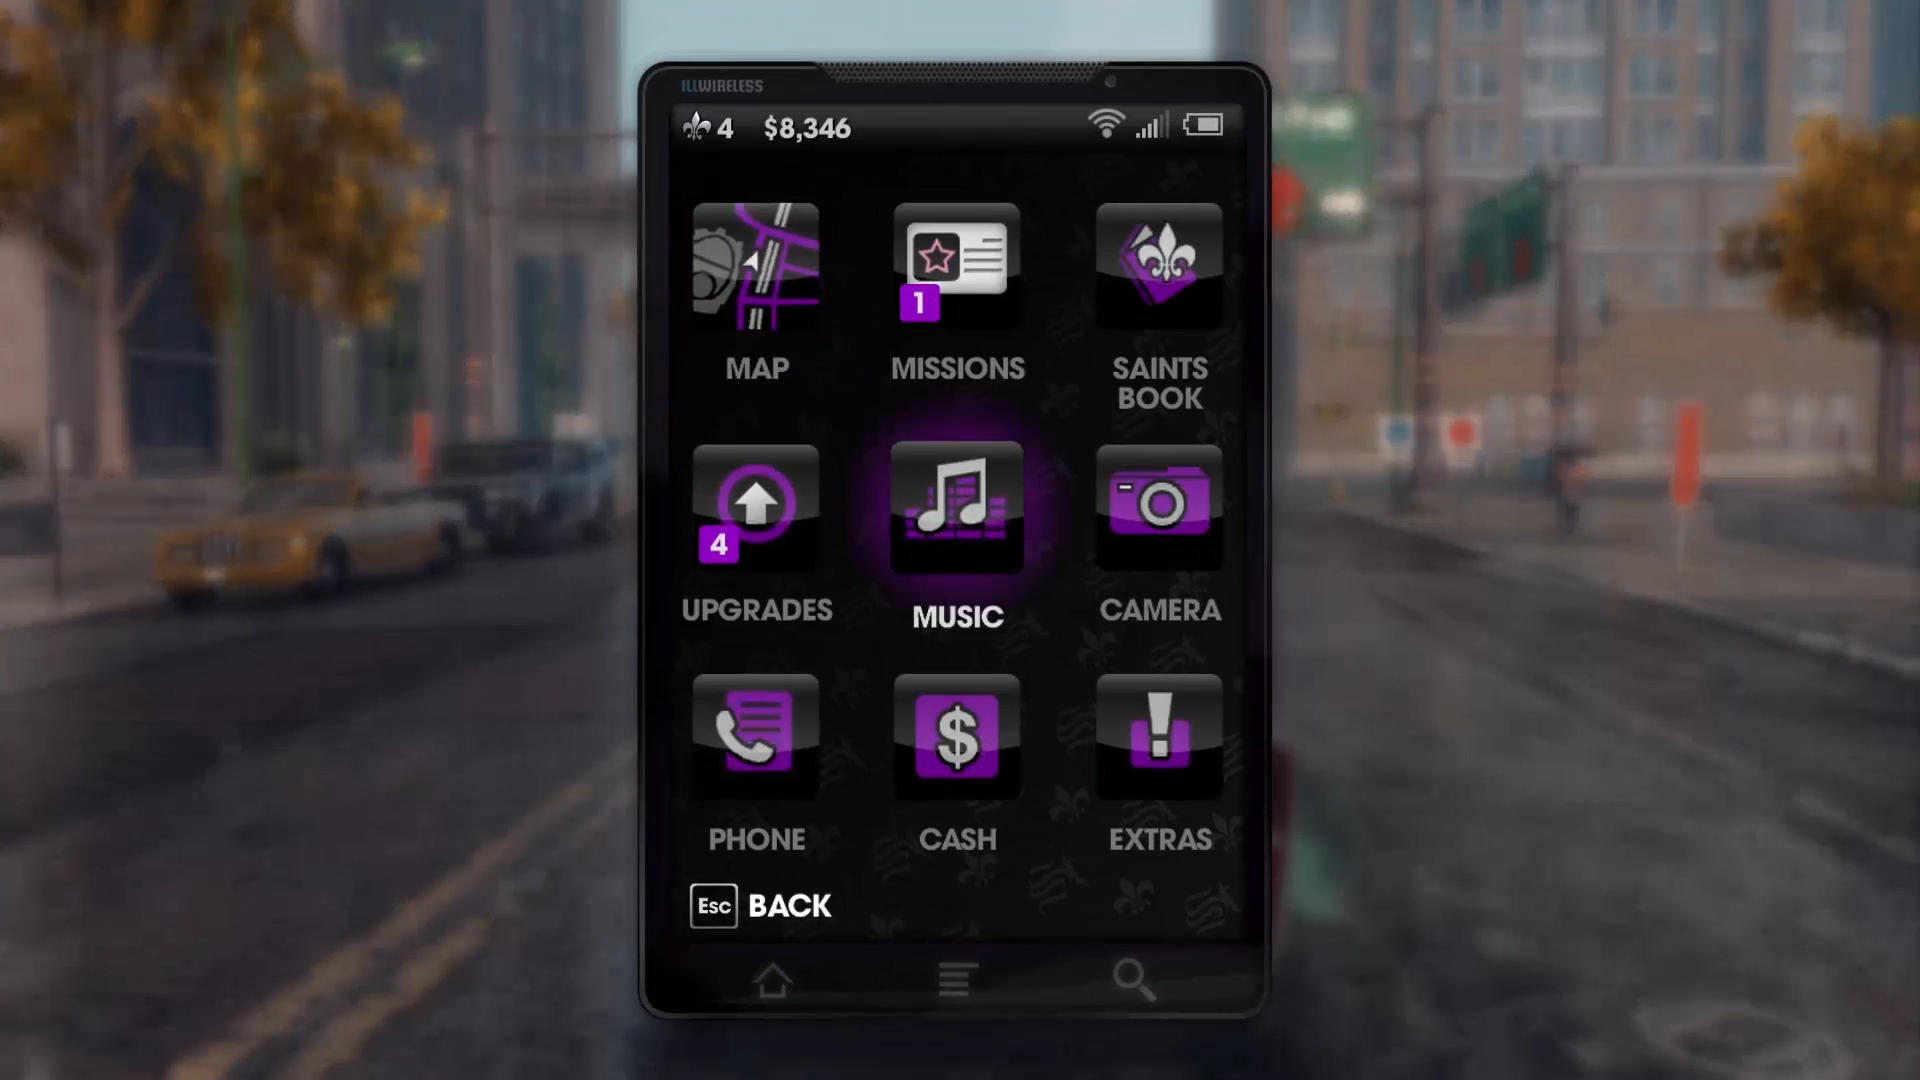 ILLWIRELESS
4 $8,346
MAP
1
MISSIONS
SAINTS
BOOK
4
UPGRADES
MUSIC
CAMERA
PHONE
$
CASH
!
EXTRAS
Esc BACK